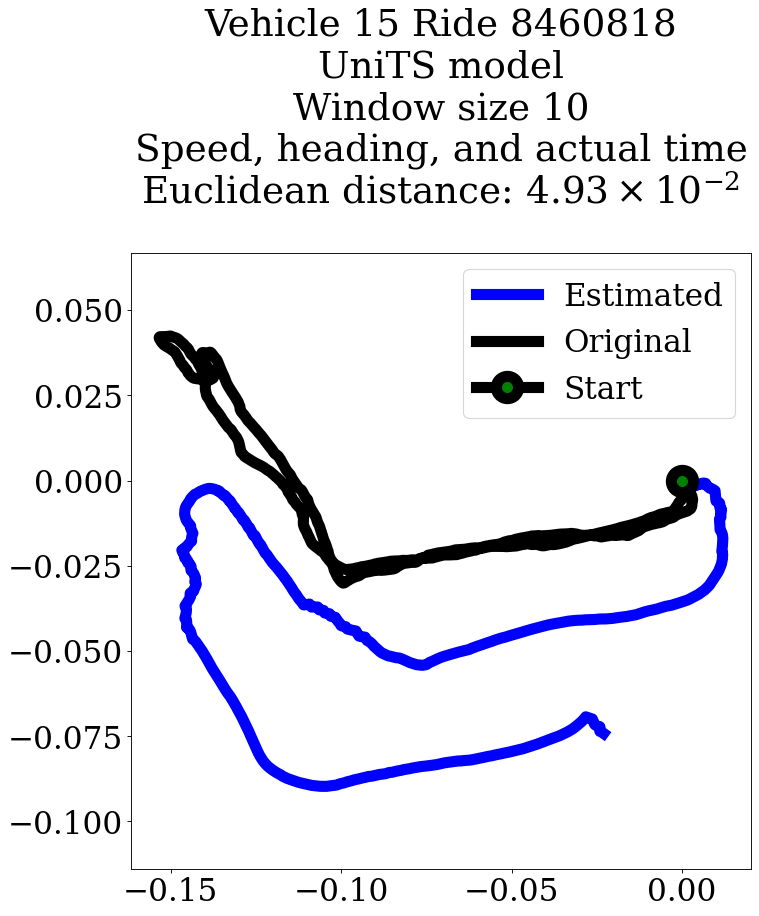 Vehicle 15 Ride 8460818
UniTS model
Window size 10
Speed, heading, and actual time
Euclidean distance: 4.93 × 10⁻²
Estimated
Original
Start
0.050
0.025
0.000
−0.025
−0.050
−0.075
−0.100
−0.15
−0.10
−0.05
0.00